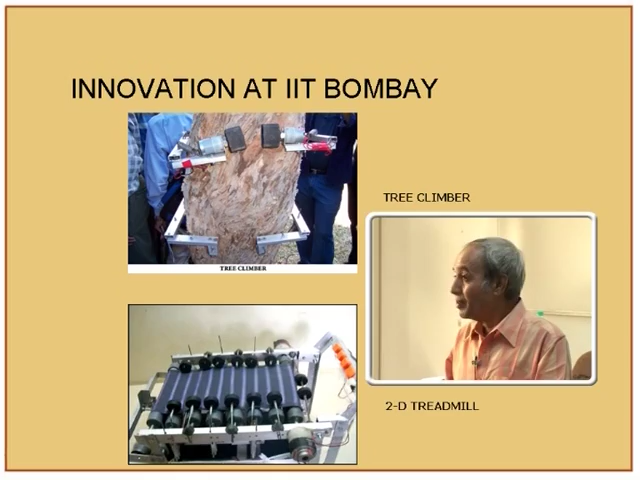 INNOVATION AT IIT BOMBAY
TREE CLIMBER
TREE CLIMBER
2-D TREADMILL